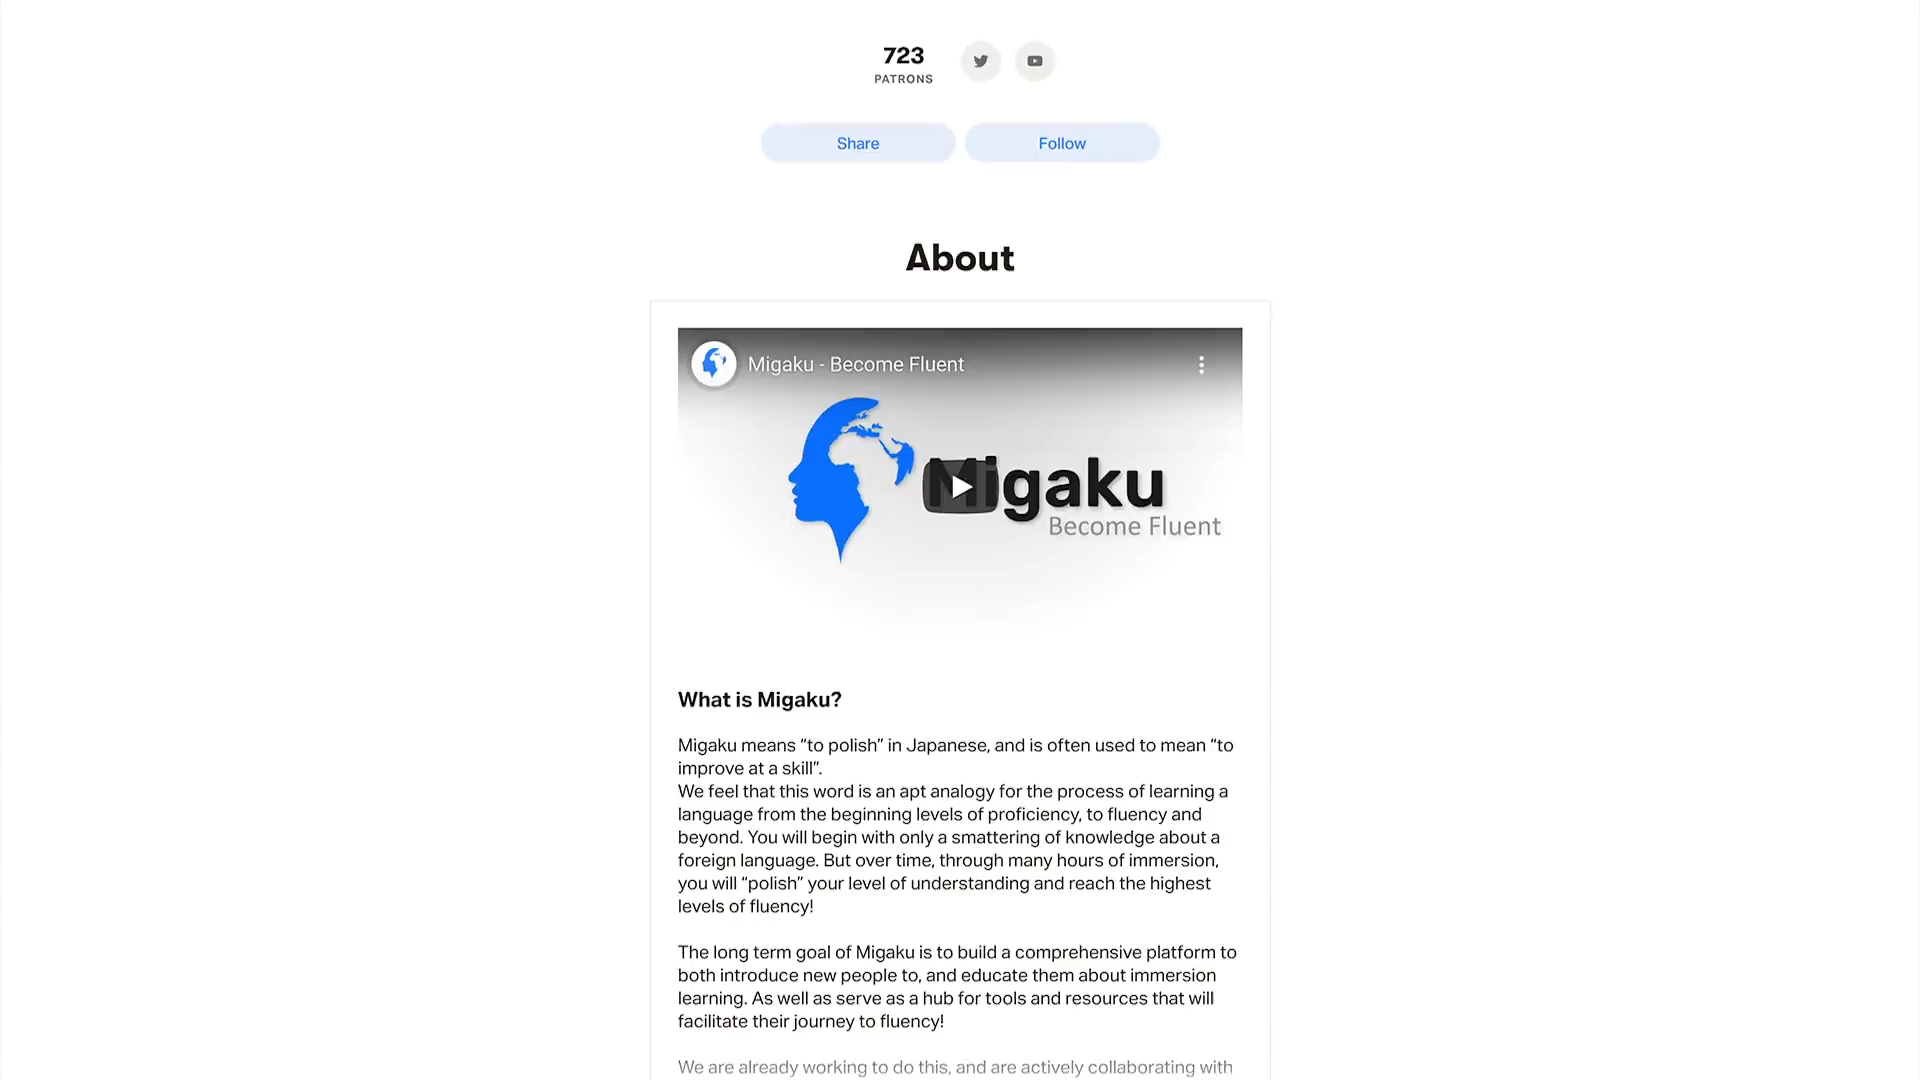 723
PATRONS
Share
Follow
About
Migaku - Become Fluent
Migaku
Become Fluent
What is Migaku?
Migaku means “to polish” in Japanese, and is often used to mean “to
improve at a skill”.
We feel that this word is an apt analogy for the process of learning a
language from the beginning levels of proficiency, to fluency and
beyond. You will begin with only a smattering of knowledge about a
foreign language. But over time, through many hours of immersion,
you will “polish” your level of understanding and reach the highest
levels of fluency!
The long term goal of Migaku is to build a comprehensive platform to
both introduce new people to, and educate them about immersion
learning. As well as serve as a hub for tools and resources that will
facilitate their journey to fluency!
We are already working to do this, and are actively collaborating with